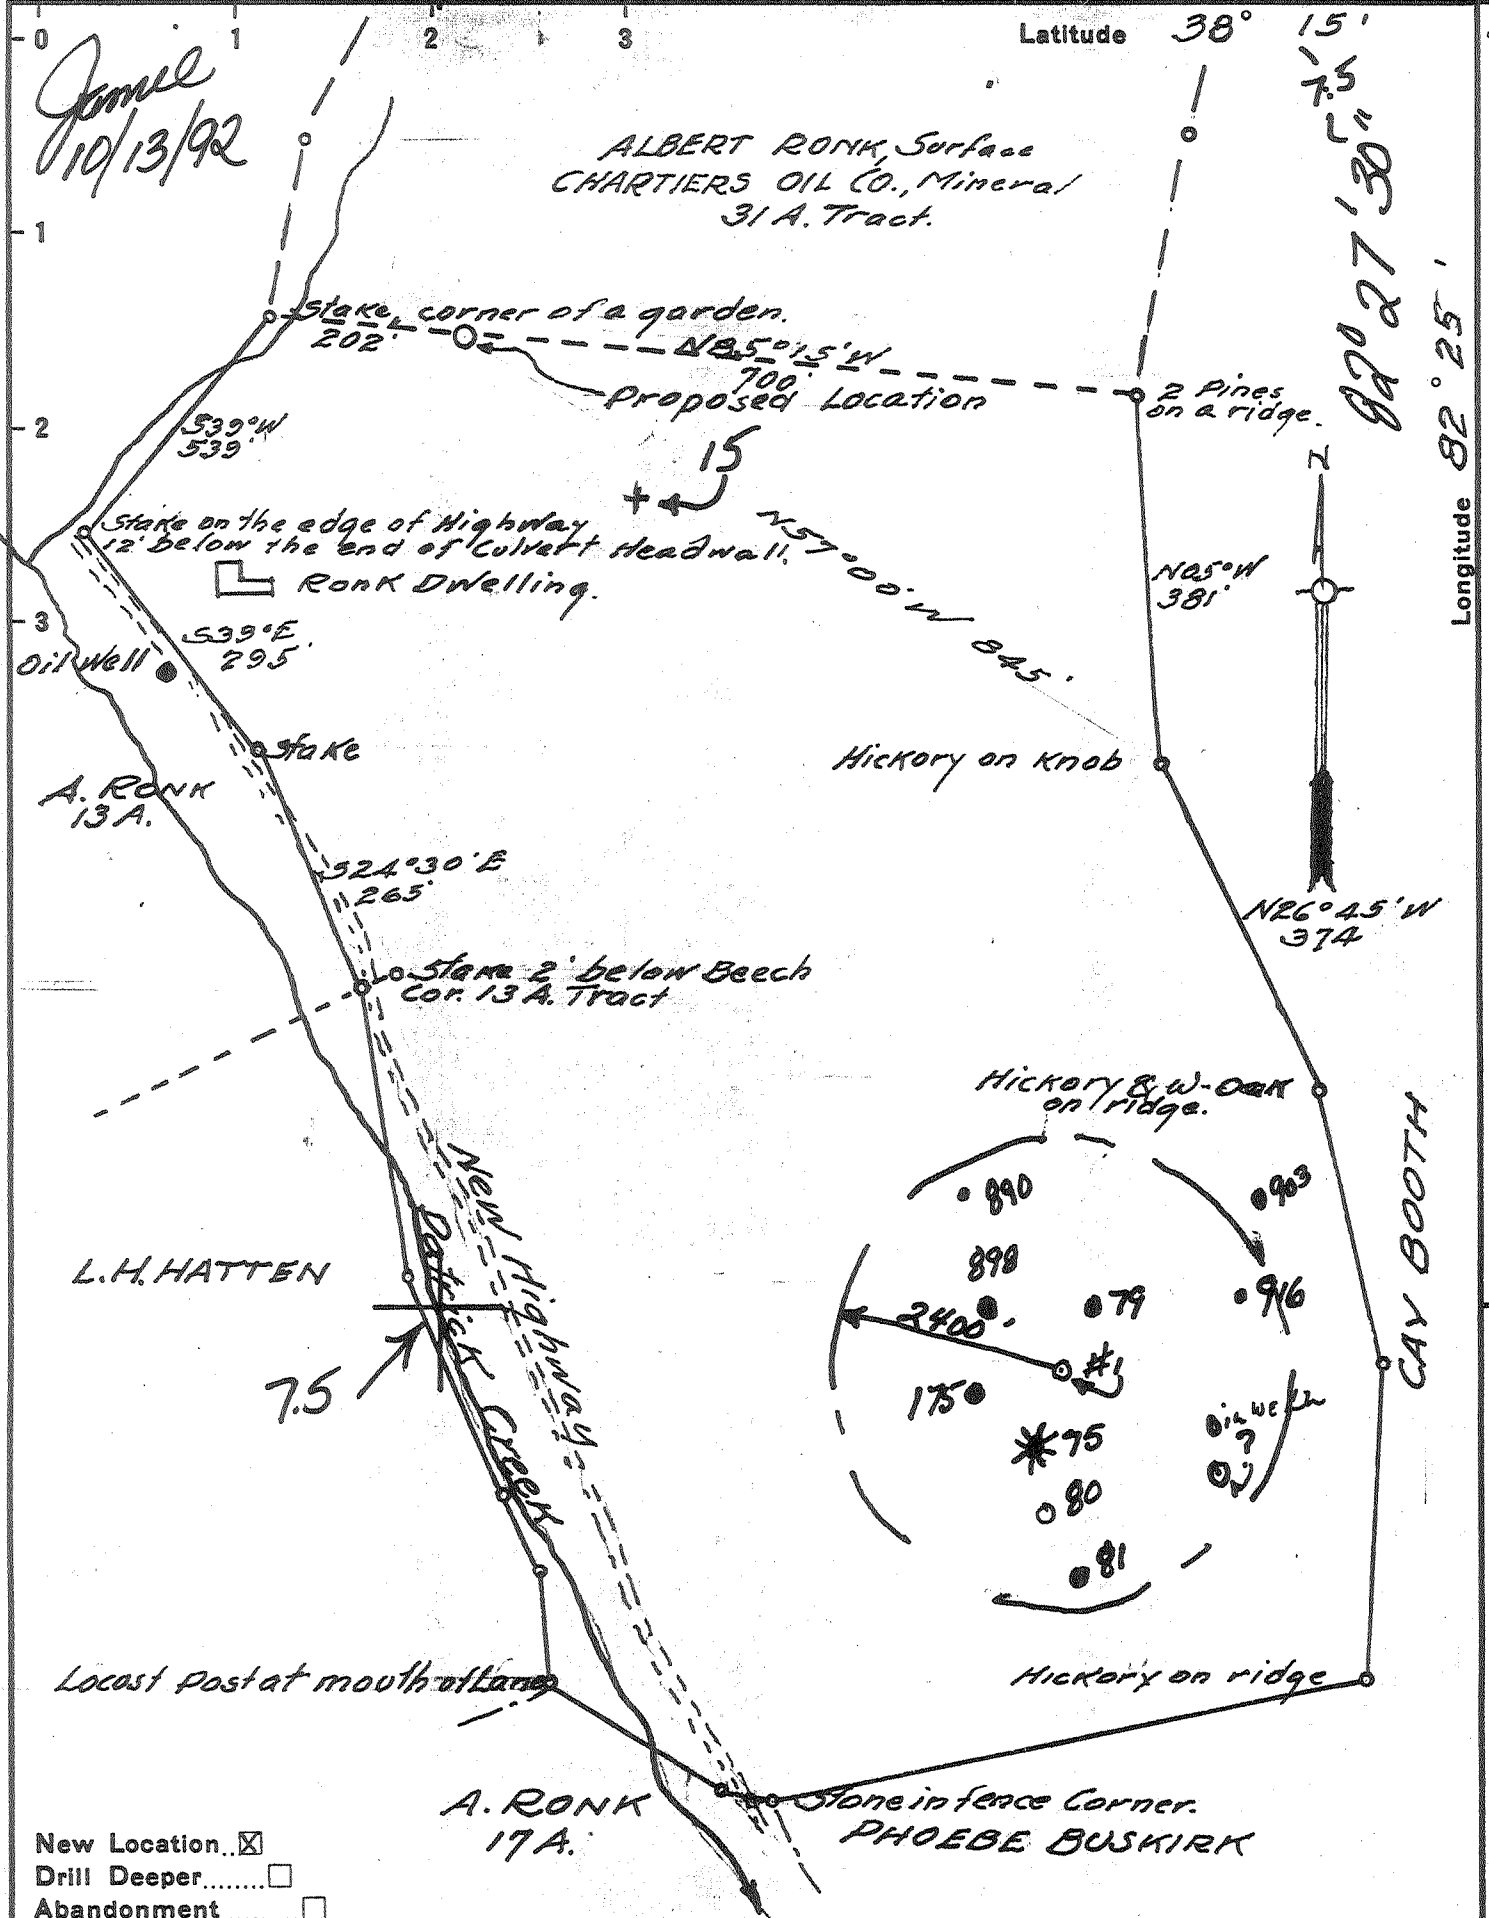 0 1 2 3
Latitude 38° 15'
7.5
10/13/92
ALBERT RONK, Surface
CHARTIERS OIL CO., Mineral
31 A. Tract.
82° 27' 30"
Longitude 82° 25'
1
Stake, corner of a garden.
202'
N85°15'W
700'
Proposed Location
2 Pines
on a ridge.
2
S39°W
539'
15
Stake on the edge of Highway
12' below the end of Culvert Headwall.
Ronk Dwelling.
N57°00'W 845'
N05°W
381'
3
S39°E
295'
Oil Well
Stake
Hickory on Knob
A. RONK
13 A.
S24°30'E
265'
N26°45'W
374
Stake 2' below Beech
Cor. 13 A. Tract
Hickory & W-Oak
on ridge.
CAY BOOTH
890
903
898
916
79
2400'
#1
175
75
?
80
81
L.H. HATTEN
7.5
New Highway
Patrick Creek
Locast Post at mouth of Lane
Hickory on ridge
A. RONK
17 A.
Stone in fence Corner.
PHOEBE BUSKIRK
New Location..☒
Drill Deeper........☐
Abandonment ☐